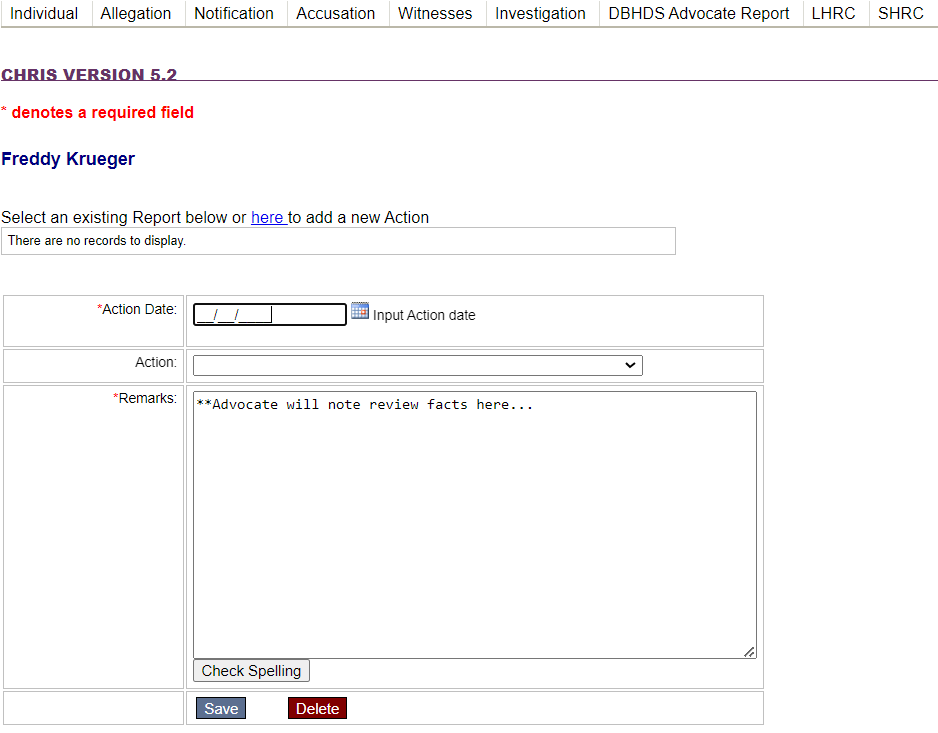 Individual Allegation Notification Accusation Witnesses Investigation DBHDS Advocate Report LHRC SHRC
CHRIS VERSION 5.2
* denotes a required field
Freddy Krueger
Select an existing Report below or here to add a new Action
There are no records to display.
*Action Date: __/__/____ Input Action date
Action:
*Remarks: **Advocate will note review facts here...
Check Spelling
Save Delete